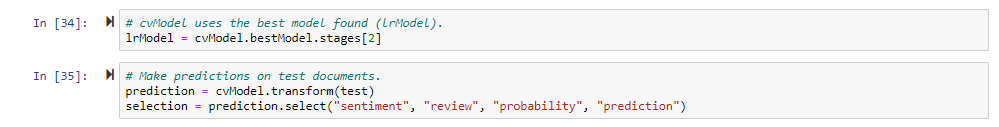 In [34]:
# cvModel uses the best model found (lrModel).
lrModel = cvModel.bestModel.stages[2]
In [35]:
# Make predictions on test documents.
prediction = cvModel.transform(test)
selection = prediction.select("sentiment", "review", "probability", "prediction")